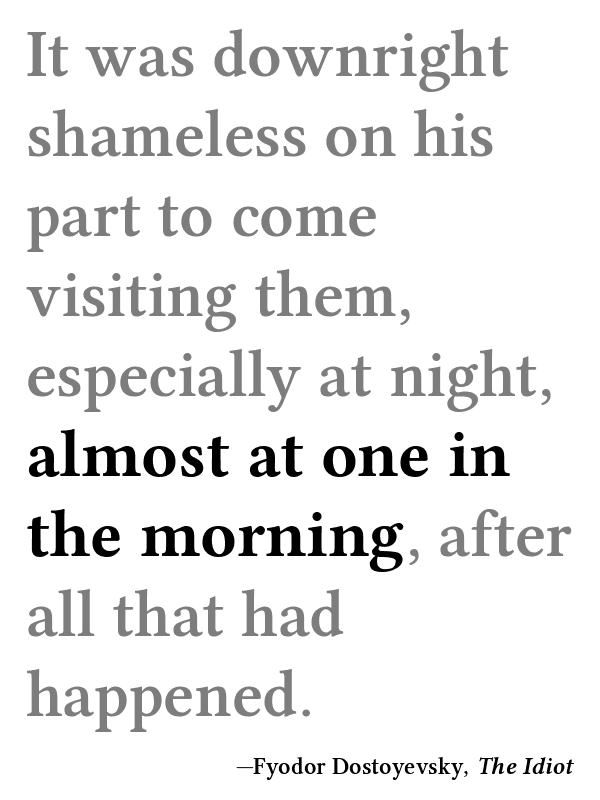 It was downright
shameless on his
part to come
visiting them,
especially at night,
almost at one in
the morning, after
all that had
happened.
—Fyodor Dostoyevsky, The Idiot